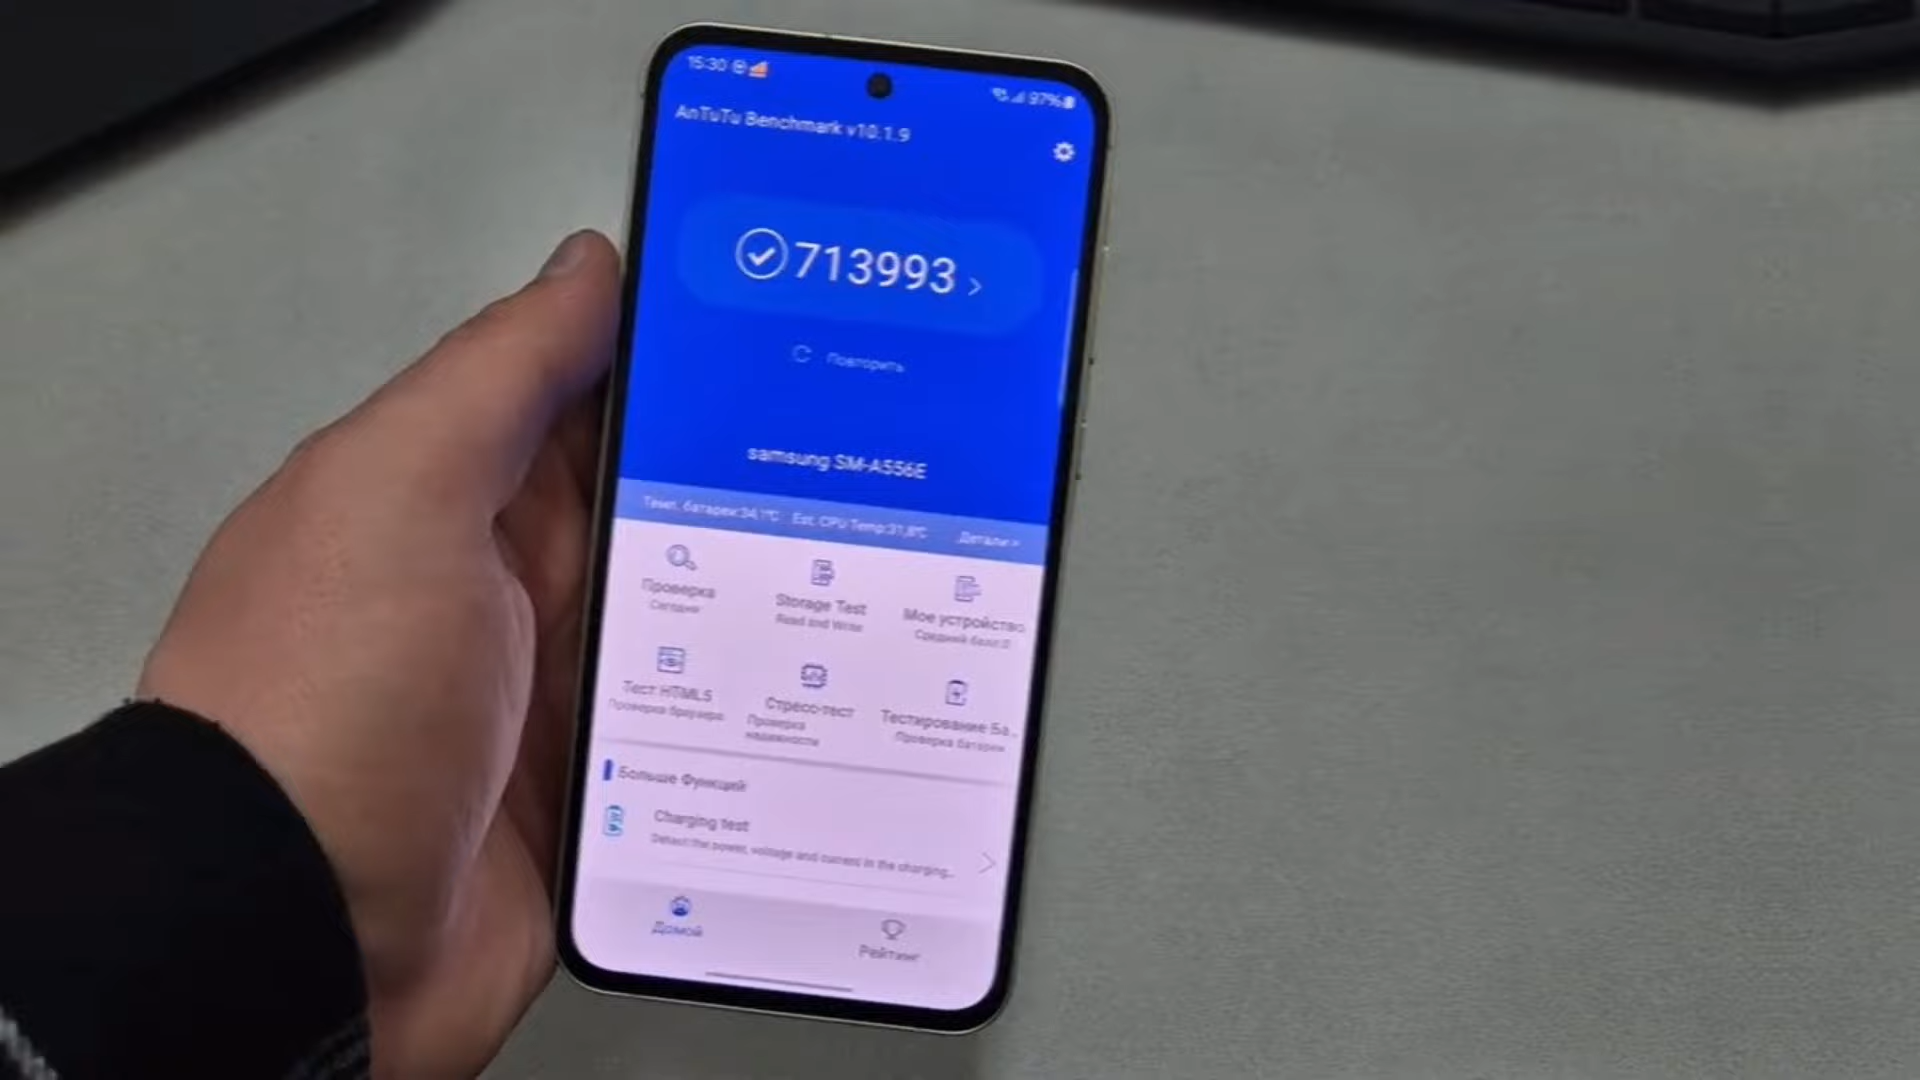 15:30
97%
AnTuTu Benchmark v10.1.9
713993 >
Повторить
samsung SM-A556E
Темп. батареи:34,1℃ Est. CPU Temp:31,8℃ Детали >
Проверка
Сегодня
Storage Test
Read and Write
Мое устройство
Средний балл:0
Тест HTML5
Проверка браузера
Стресс-тест
Проверка
надежности
Тестирование Ба..
Проверка батареи
Больше Функций
Charging test
Detect the power, voltage and current in the charging...
Домой
Рейтинг